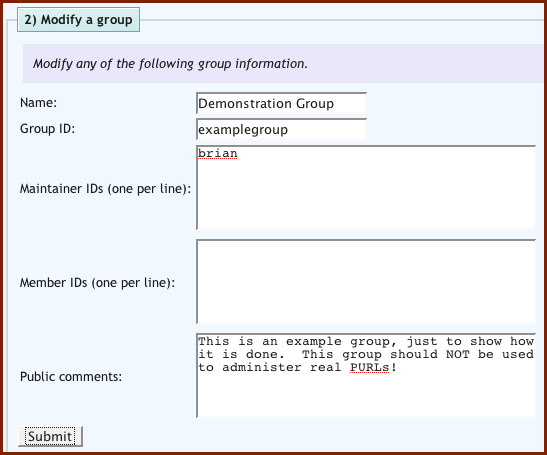 2) Modify a group
Modify any of the following group information.
Name:
Demonstration Group
Group ID:
examplegroup
Maintainer IDs (one per line):
brian
Member IDs (one per line):
Public comments:
This is an example group, just to show how
it is done.  This group should NOT be used
to administer real PURLs!
Submit